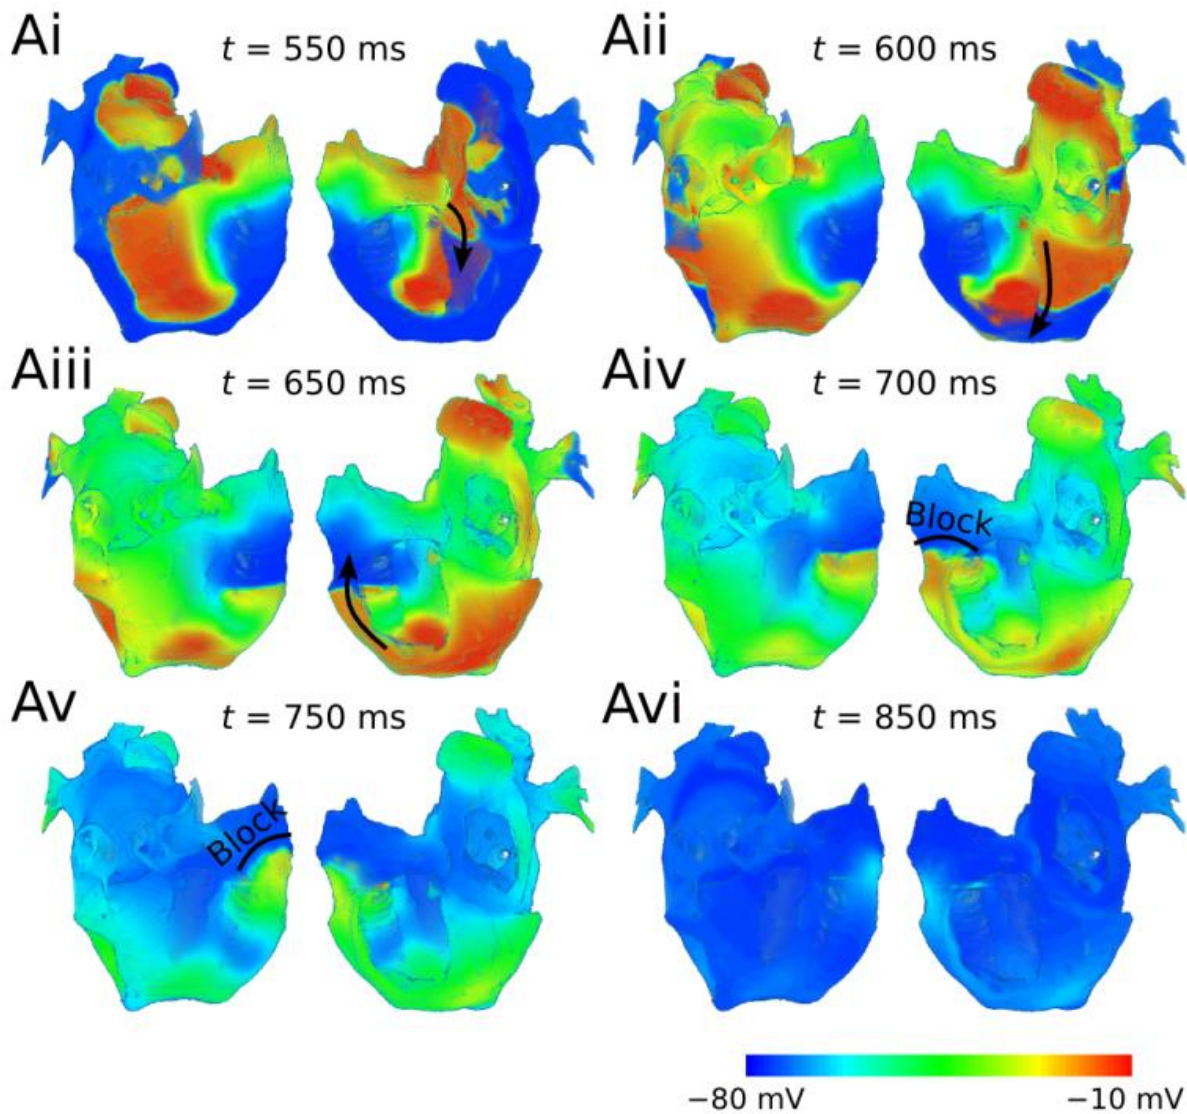 Ai
t = 550 ms
Aii
t = 600 ms
Aiii
t = 650 ms
Aiv
t = 700 ms
Block
Av
t = 750 ms
Block
Avi
t = 850 ms
−80 mV
−10 mV